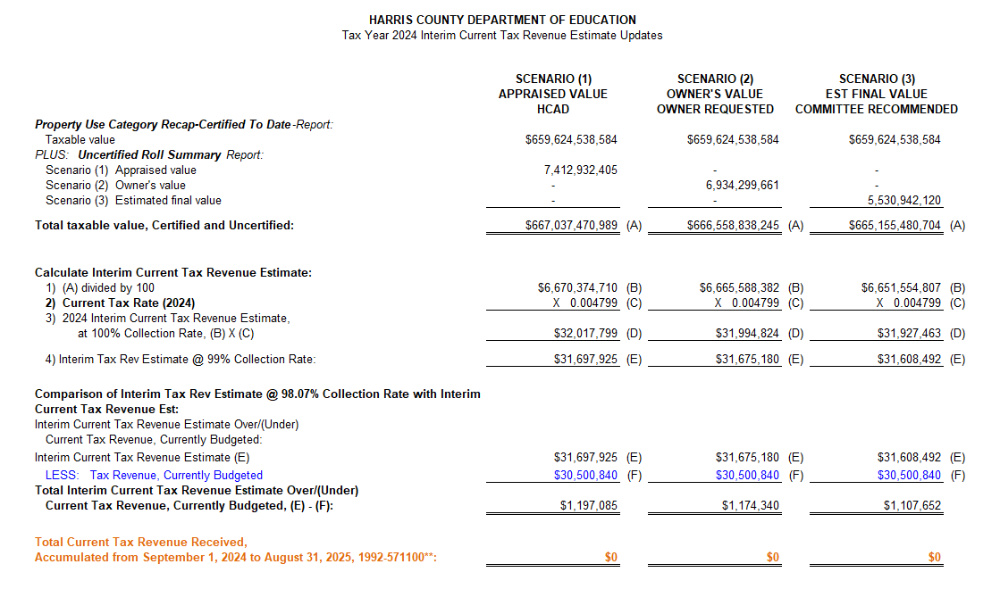 HARRIS COUNTY DEPARTMENT OF EDUCATION
Tax Year 2024 Interim Current Tax Revenue Estimate Updates
SCENARIO (1) SCENARIO (2) SCENARIO (3)
APPRAISED VALUE OWNER'S VALUE EST FINAL VALUE
HCAD OWNER REQUESTED COMMITTEE RECOMMENDED
Property Use Category Recap-Certified To Date-Report:
Taxable value $659,624,538,584 $659,624,538,584 $659,624,538,584
PLUS: Uncertified Roll Summary Report:
Scenario (1) Appraised value 7,412,932,405 - -
Scenario (2) Owner's value - 6,934,299,661 -
Scenario (3) Estimated final value - - 5,530,942,120
Total taxable value, Certified and Uncertified: $667,037,470,989 (A) $666,558,838,245 (A) $665,155,480,704 (A)
Calculate Interim Current Tax Revenue Estimate:
1) (A) divided by 100 $6,670,374,710 (B) $6,665,588,382 (B) $6,651,554,807 (B)
2) Current Tax Rate (2024) X 0.004799 (C) X 0.004799 (C) X 0.004799 (C)
3) 2024 Interim Current Tax Revenue Estimate,
at 100% Collection Rate, (B) X (C) $32,017,799 (D) $31,994,824 (D) $31,927,463 (D)
4) Interim Tax Rev Estimate @ 99% Collection Rate: $31,697,925 (E) $31,675,180 (E) $31,608,492 (E)
Comparison of Interim Tax Rev Estimate @ 98.07% Collection Rate with Interim
Current Tax Revenue Est:
Interim Current Tax Revenue Estimate Over/(Under)
Current Tax Revenue, Currently Budgeted:
Interim Current Tax Revenue Estimate (E) $31,697,925 (E) $31,675,180 (E) $31,608,492 (E)
LESS: Tax Revenue, Currently Budgeted $30,500,840 (F) $30,500,840 (F) $30,500,840 (F)
Total Interim Current Tax Revenue Estimate Over/(Under)
Current Tax Revenue, Currently Budgeted, (E) - (F): $1,197,085 $1,174,340 $1,107,652
Total Current Tax Revenue Received,
Accumulated from September 1, 2024 to August 31, 2025, 1992-571100**: $0 $0 $0